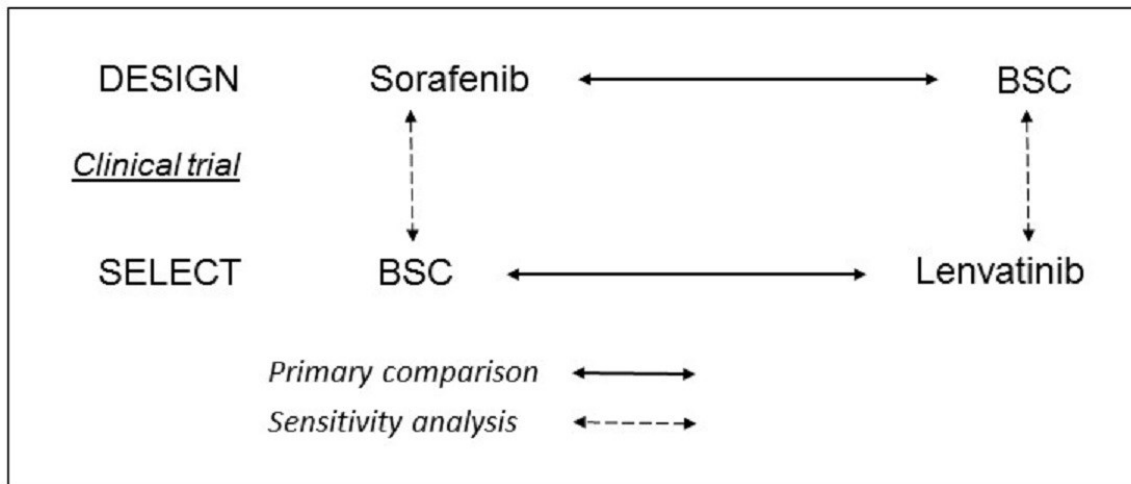 DESIGN Sorafenib BSC
Clinical trial
SELECT BSC Lenvatinib
Primary comparison
Sensitivity analysis